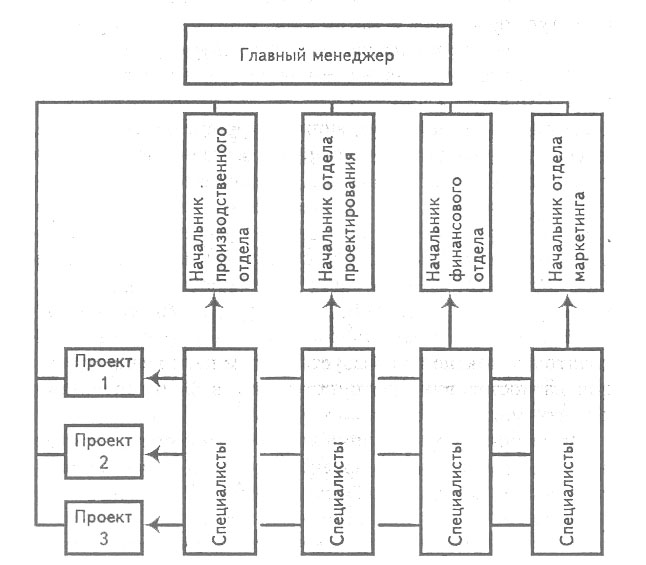 Главный менеджер
Начальник
производственного
отдела
Начальник отдела
проектирования
Начальник
финансового
отдела
Начальник отдела
маркетинга
Проект
1
Проект
2
Проект
3
Специалисты
Специалисты
Специалисты
Специалисты